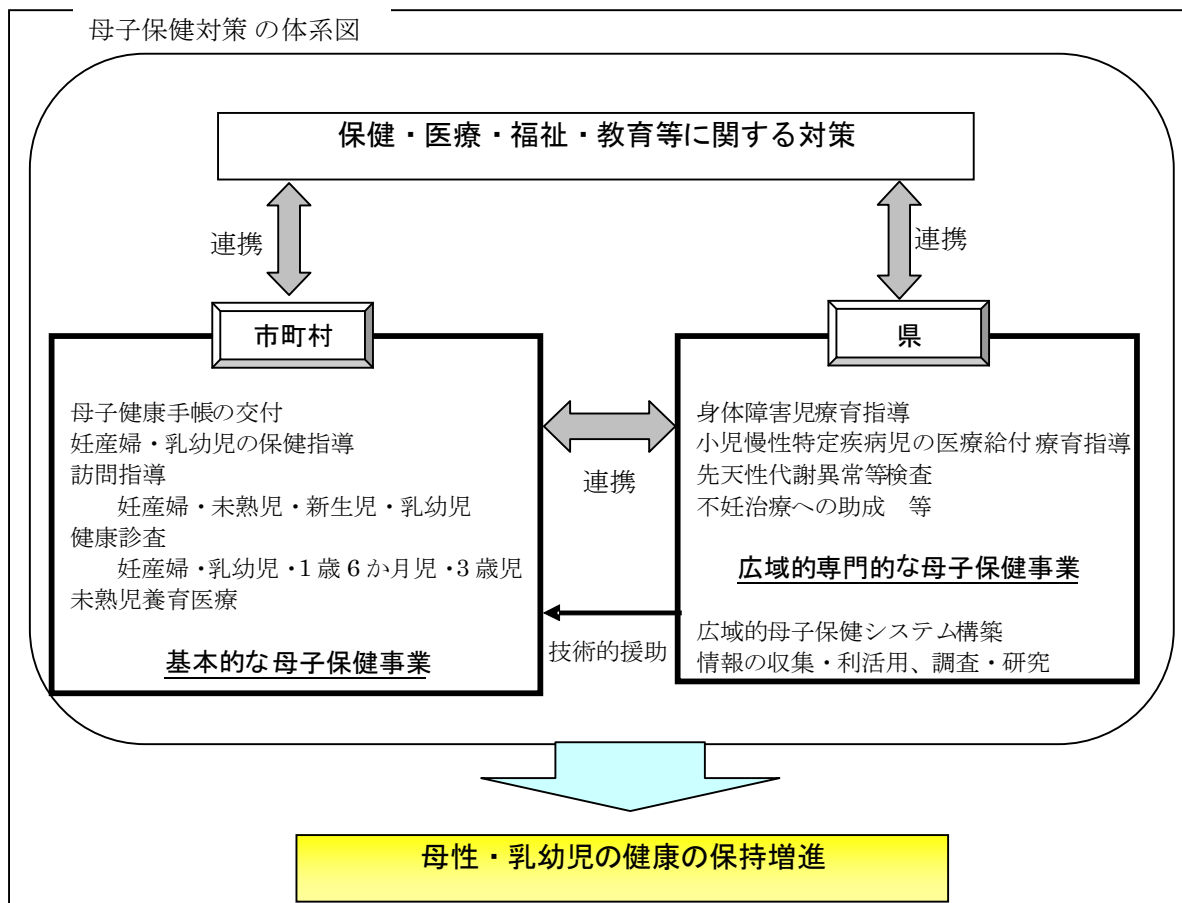 母子保健対策の体系図
保健・医療・福祉・教育等に関する対策
連携
連携
市町村
母子健康手帳の交付
妊産婦・乳幼児の保健指導
訪問指導
妊産婦・未熟児・新生児・乳幼児
健康診査
妊産婦・乳幼児・1歳6か月児・3歳児
未熟児養育医療
基本的な母子保健事業
連携
技術的援助
県
身体障害児療育指導
小児慢性特定疾病児の医療給付 療育指導
先天性代謝異常等検査
不妊治療への助成　等
広域的専門的な母子保健事業
広域的母子保健システム構築
情報の収集・利活用、調査・研究
母性・乳幼児の健康の保持増進